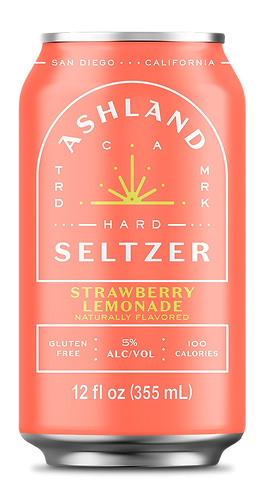 SAN DIEGO • • • CALIFORNIA
ASHLAND
C A
TRD
MRK
HARD
SELTZER
STRAWBERRY
LEMONADE
NATURALLY FLAVORED
GLUTEN FREE
5% ALC/VOL
100 CALORIES
12 fl oz (355 mL)